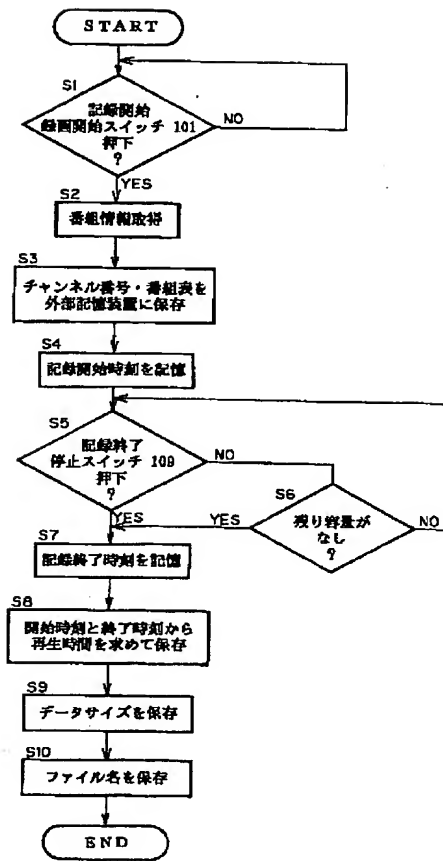 START
S1
記録開始
録画開始スイッチ 101
押下
?
NO
YES
S2
番組情報取得
S3
チャンネル番号・番組表を
外部記憶装置に保存
S4
記録開始時刻を記憶
S5
記録終了
停止スイッチ 109
押下
?
NO
YES
S6
残り容量が
なし
?
YES
NO
S7
記録終了時刻を記憶
S8
開始時刻と終了時刻から
再生時間を求めて保存
S9
データサイズを保存
S10
ファイル名を保存
END